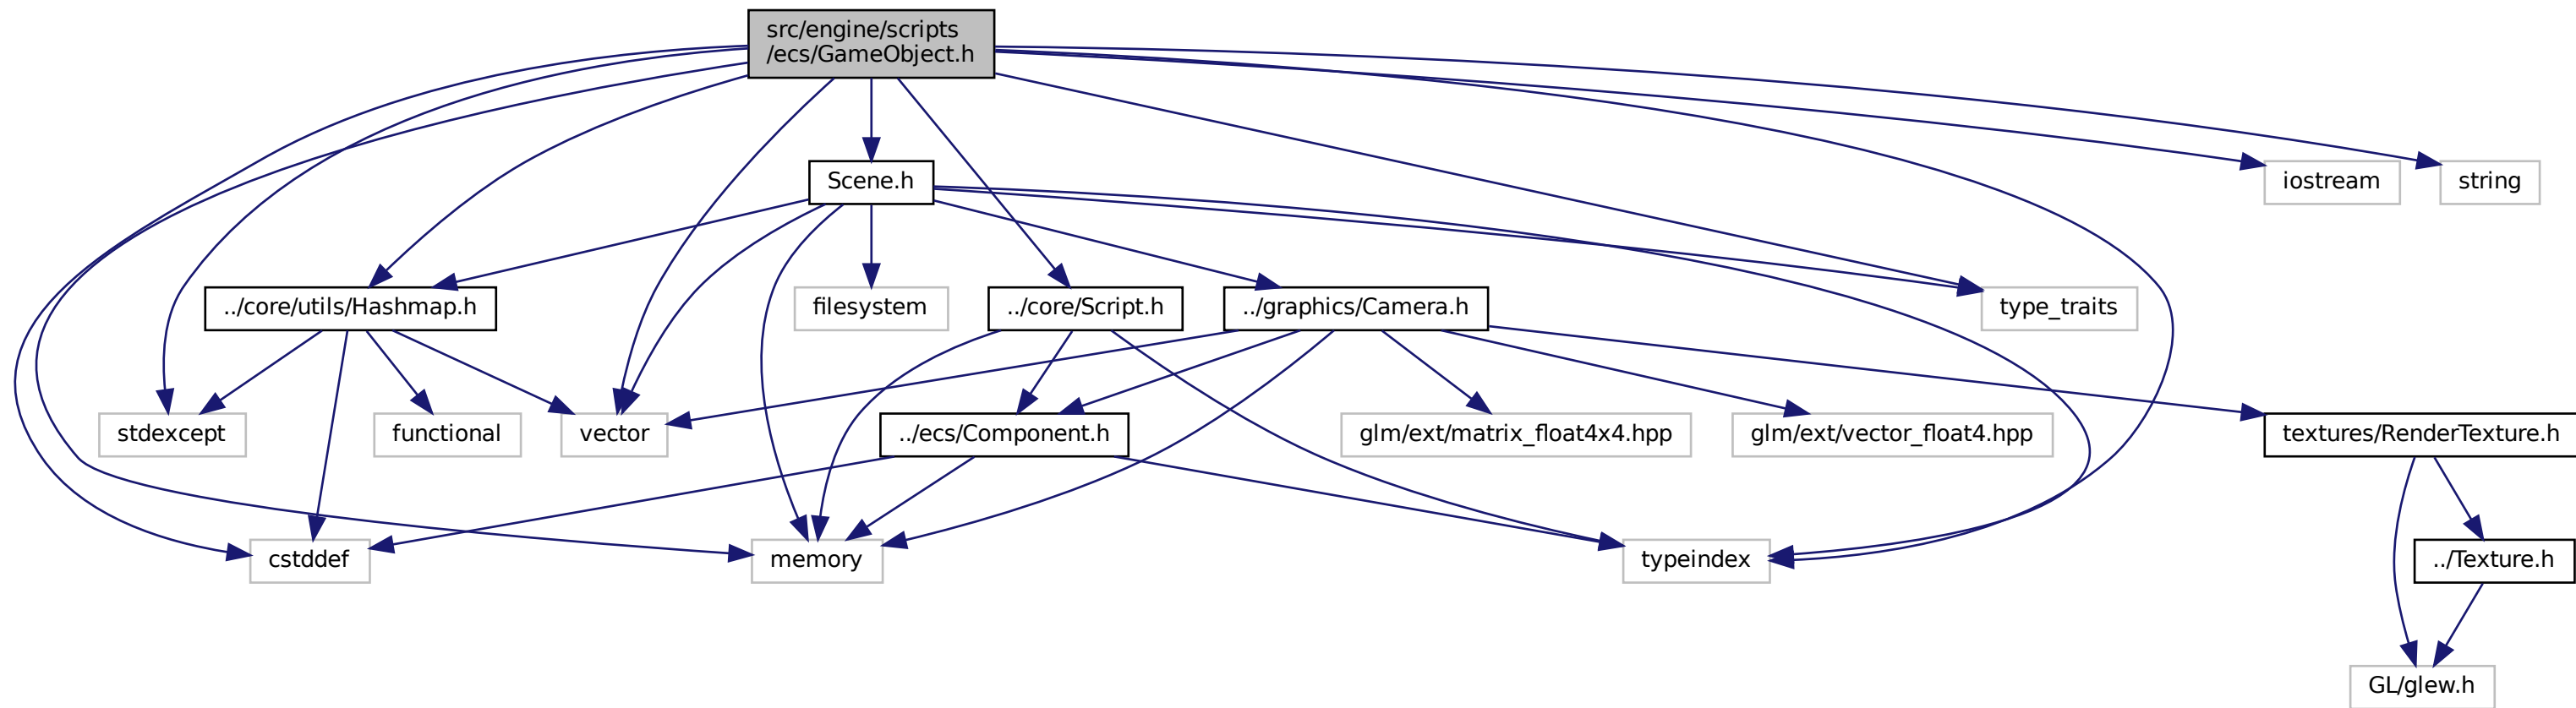 src/engine/scripts
/ecs/GameObject.h
Scene.h
iostream
string
../core/utils/Hashmap.h
filesystem
../core/Script.h
../graphics/Camera.h
type_traits
stdexcept
functional
vector
../ecs/Component.h
glm/ext/matrix_float4x4.hpp
glm/ext/vector_float4.hpp
textures/RenderTexture.h
cstddef
memory
typeindex
../Texture.h
GL/glew.h